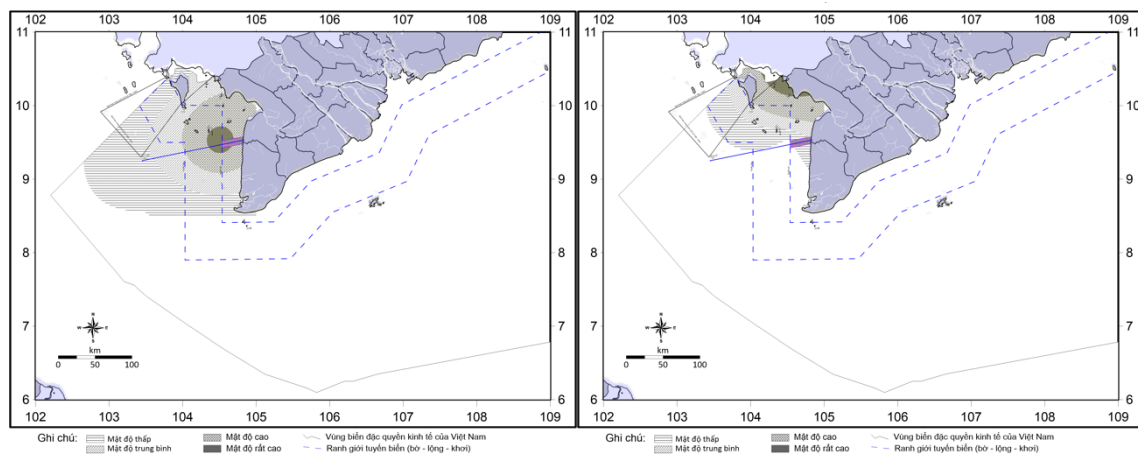 102 103 104 105 106 107 108 109
102 103 104 105 106 107 108 109
11 11
10 10
9 9
8 8
7 7
6 6
N
W E
S
km
0 50 100
N
W E
S
km
0 50 100
102 103 104 105 106 107 108 109
102 103 104 105 106 107 108 109
Ghi chú: Mật độ thấp Mật độ cao Vùng biển đặc quyền kinh tế của Việt Nam
Mật độ trung bình Mật độ rất cao Ranh giới tuyến biển (bờ - lộng - khơi)
Ghi chú: Mật độ thấp Mật độ cao Vùng biển đặc quyền kinh tế của Việt Nam
Mật độ trung bình Mật độ rất cao Ranh giới tuyến biển (bờ - lộng - khơi)